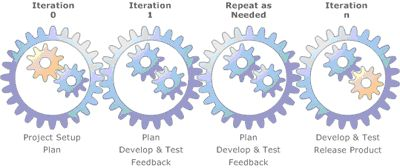 Iteration
0
Iteration
1
Repeat as
Needed
Iteration
n
Project Setup
Plan
Plan
Develop & Test
Feedback
Plan
Develop & Test
Feedback
Develop & Test
Release Product